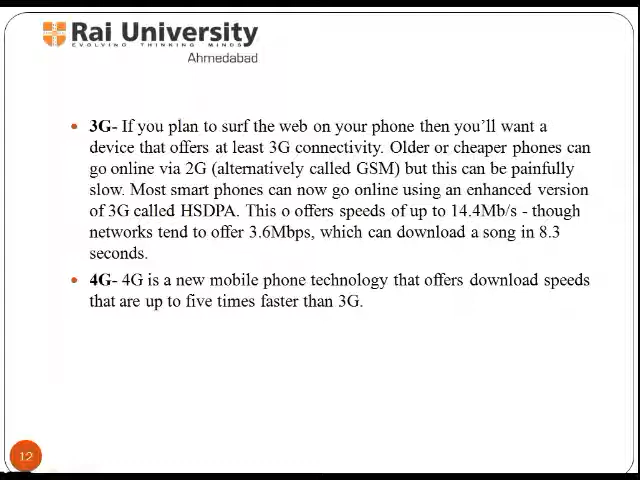 Rai University
EVOLVING THINKING MINDS
Ahmedabad
• 3G- If you plan to surf the web on your phone then you'll want a
device that offers at least 3G connectivity. Older or cheaper phones can
go online via 2G (alternatively called GSM) but this can be painfully
slow. Most smart phones can now go online using an enhanced version
of 3G called HSDPA. This o offers speeds of up to 14.4Mb/s - though
networks tend to offer 3.6Mbps, which can download a song in 8.3
seconds.
• 4G- 4G is a new mobile phone technology that offers download speeds
that are up to five times faster than 3G.
12